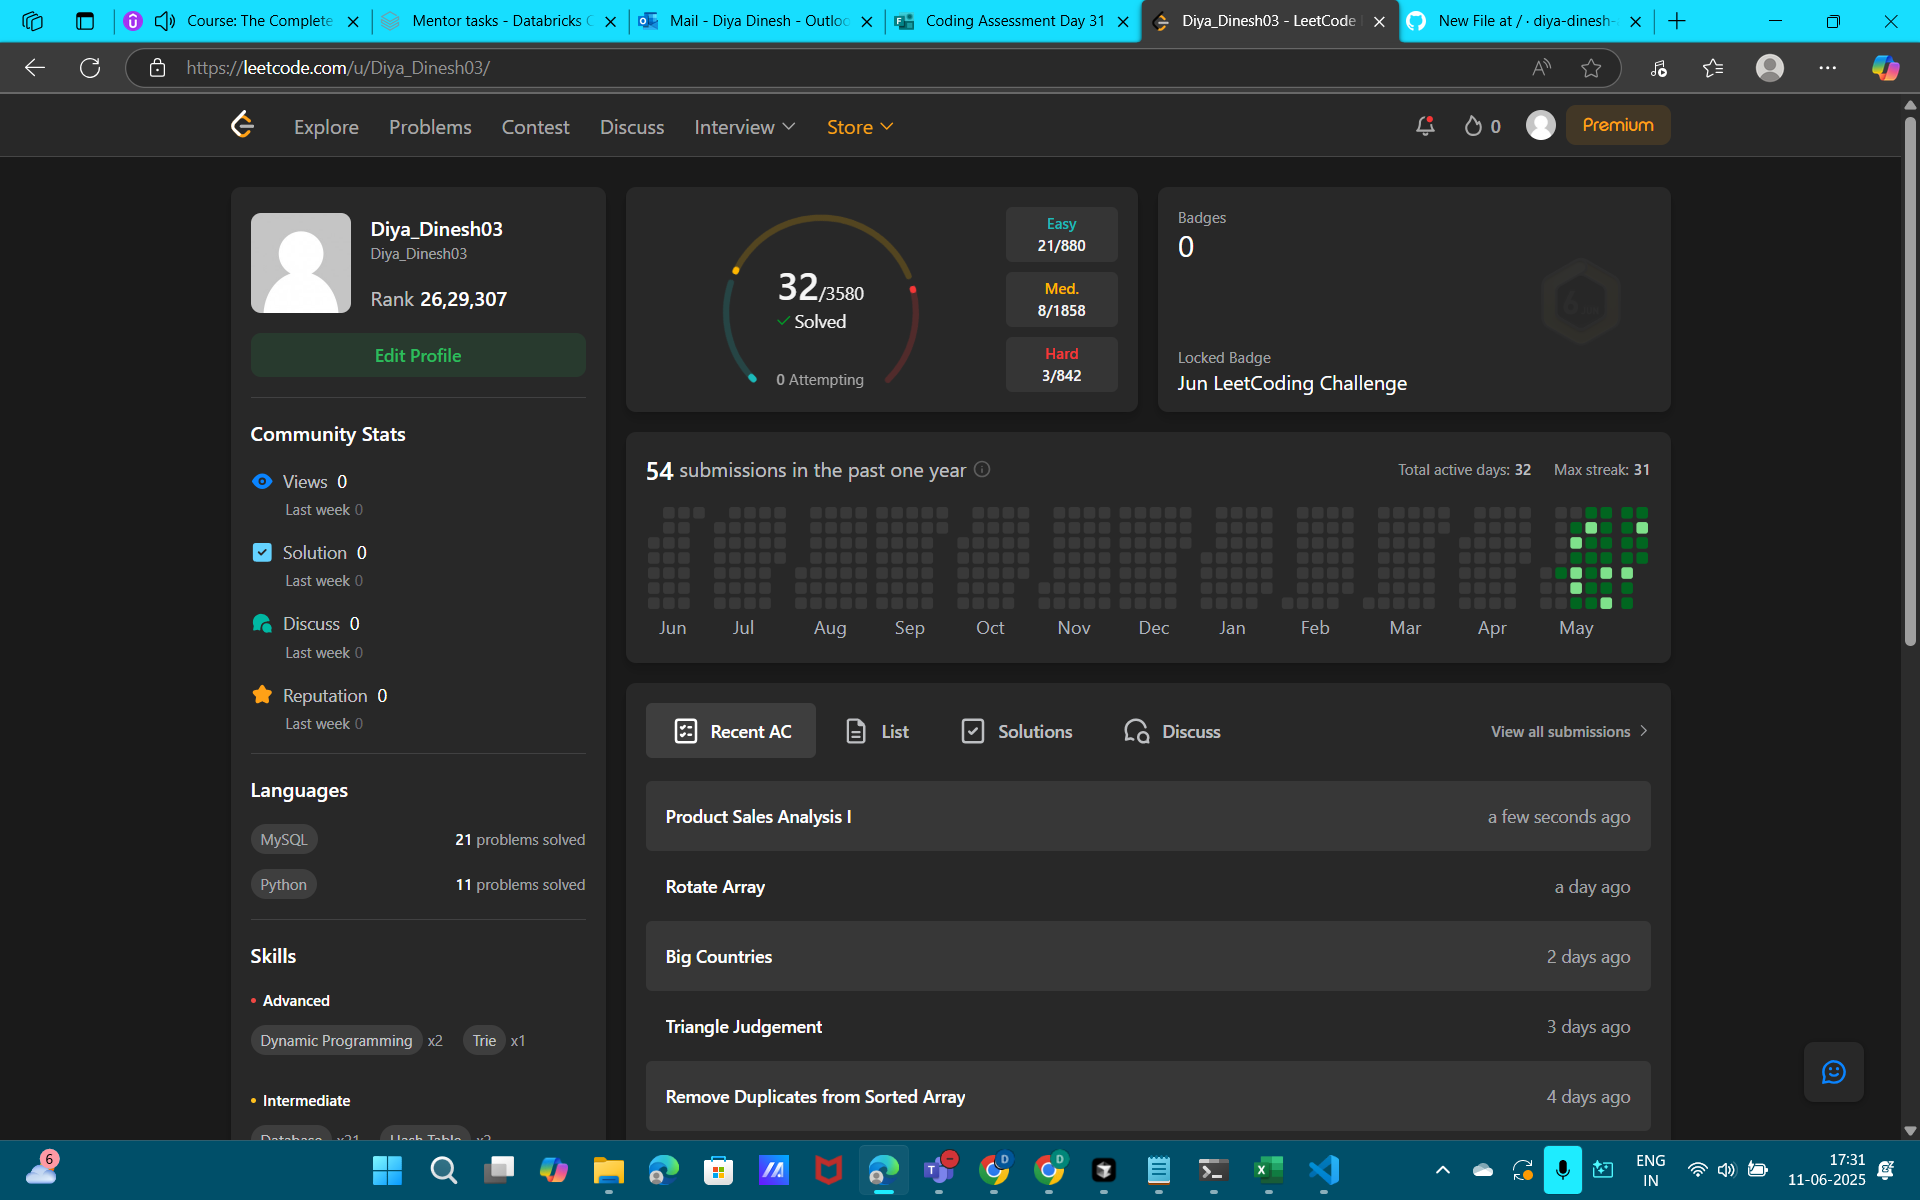 Course: The Complete
Mentor tasks - Databricks C
Mail - Diya Dinesh - Outloo
Coding Assessment Day 31
Diya_Dinesh03 - LeetCode
New File at / · diya-dinesh-
https://leetcode.com/u/Diya_Dinesh03/
Explore
Problems
Contest
Discuss
Interview
Store
0
Premium
Diya_Dinesh03
Diya_Dinesh03
Rank 26,29,307
Edit Profile
Community Stats
Views 0
Last week 0
Solution 0
Last week 0
Discuss 0
Last week 0
Reputation 0
Last week 0
Languages
MySQL
21 problems solved
Python
11 problems solved
Skills
Advanced
Dynamic Programming x2
Trie x1
Intermediate
Database x21
Hash Table x2
32/3580
Solved
0 Attempting
Easy
21/880
Med.
8/1858
Hard
3/842
Badges
0
Locked Badge
Jun LeetCoding Challenge
54 submissions in the past one year
Total active days: 32
Max streak: 31
Jun Jul Aug Sep Oct Nov Dec Jan Feb Mar Apr May
Recent AC
List
Solutions
Discuss
View all submissions
Product Sales Analysis I
a few seconds ago
Rotate Array
a day ago
Big Countries
2 days ago
Triangle Judgement
3 days ago
Remove Duplicates from Sorted Array
4 days ago
6
ENG
IN
17:31
11-06-2025